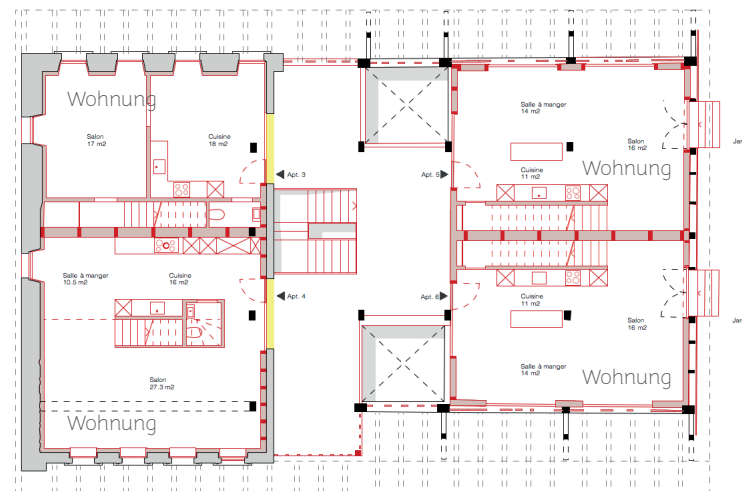 Wohnung
Salon
17 m2
Cuisine
18 m2
Apt. 3
Salle à manger
10.5 m2
Cuisine
16 m2
Apt. 4
Salon
27.3 m2
Wohnung
Salle à manger
14 m2
Salon
16 m2
Jar
Apt. 5
Cuisine
11 m2
Wohnung
Apt. 6
Cuisine
11 m2
Salon
16 m2
Jar
Salle à manger
14 m2
Wohnung